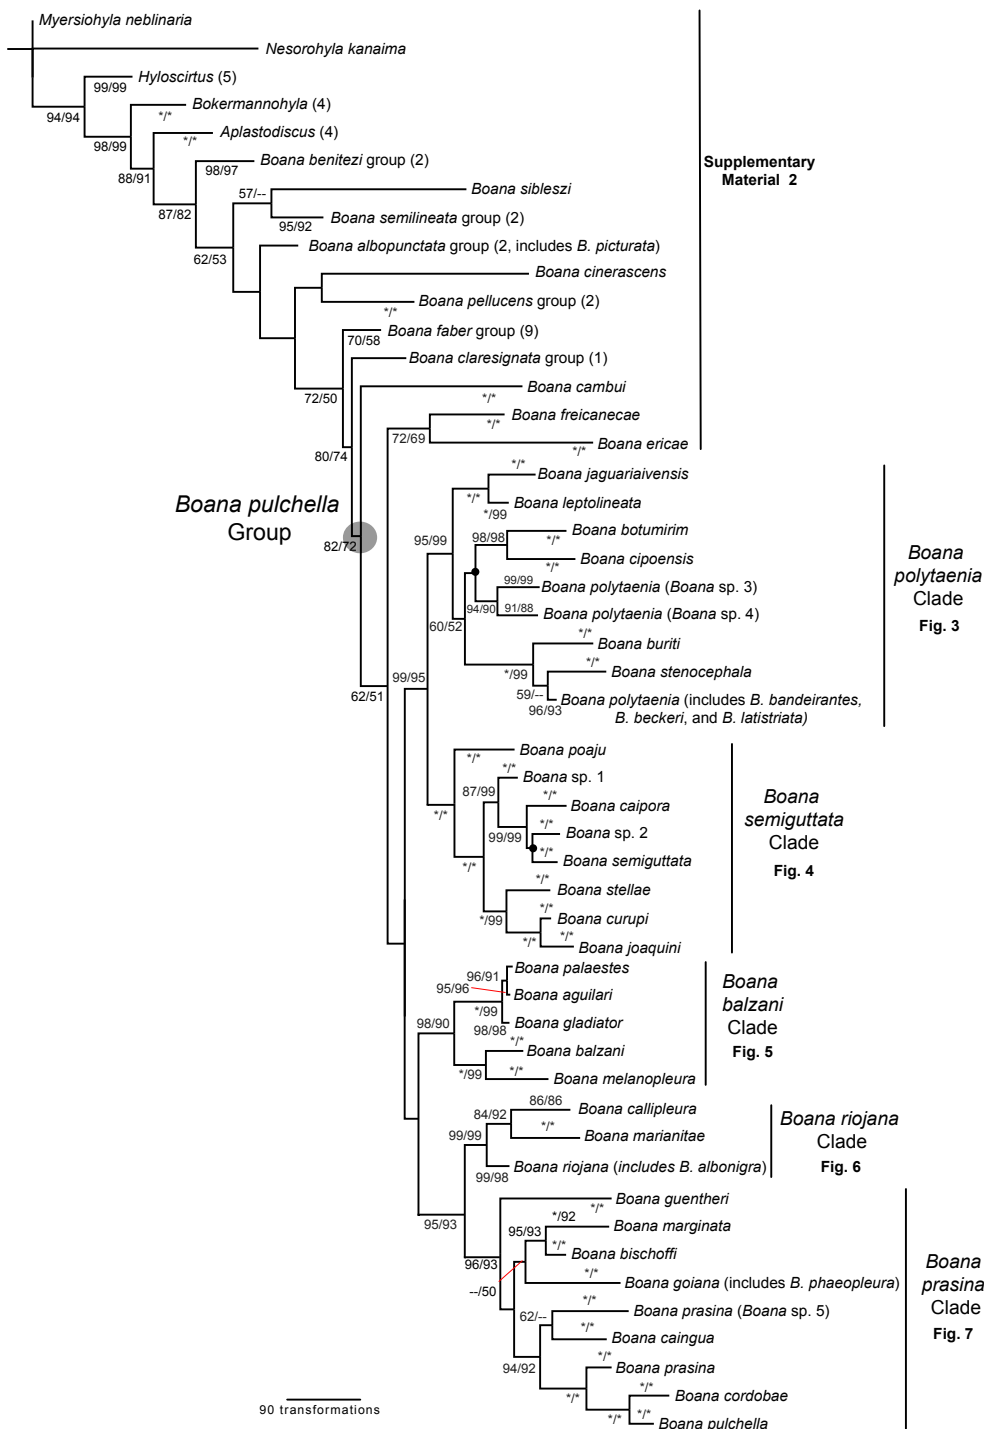 Myersiohyla neblinaria
Nesorohyla kanaima
Hyloscirtus (5)
99/99
Bokermannohyla (4)
94/94
*/*
Aplastodiscus (4)
98/99
*/*
Boana benitezi group (2)
98/97
88/91
Supplementary
Material 2
Boana sibleszi
57/--
87/82
Boana semilineata group (2)
95/92
Boana albopunctata group (2, includes B. picturata)
62/53
Boana cinerascens
Boana pellucens group (2)
*/*
Boana faber group (9)
70/58
Boana claresignata group (1)
Boana cambui
72/50
*/*
Boana freicanecae
*/*
72/69
Boana ericae
*/*
80/74
*/*
Boana jaguariaivensis
*/*
Boana leptolineata
*/99
Boana pulchella
Group
82/72
95/99
98/98
Boana botumirim
*/*
Boana cipoensis
*/*
99/99
Boana polytaenia (Boana sp. 3)
94/90
91/88
Boana polytaenia (Boana sp. 4)
60/52
*/*
Boana buriti
*/*
*/99
Boana stenocephala
99/95
62/51
59/--
Boana polytaenia (includes B. bandeirantes,
96/93
B. beckeri, and B. latistriata)
Boana
polytaenia
Clade
Fig. 3
Boana poaju
*/*
*/*
Boana sp. 1
87/99
*/*
Boana caipora
*/*
*/*
Boana sp. 2
99/99
*/*
Boana semiguttata
*/*
*/*
Boana stellae
*/*
*/99
Boana curupi
*/*
*/*
Boana joaquini
Boana
semiguttata
Clade
Fig. 4
Boana palaestes
96/91
95/96
Boana aguilari
*/99
Boana gladiator
98/98
98/90
*/*
Boana balzani
*/99
*/*
Boana melanopleura
Boana
balzani
Clade
Fig. 5
86/86
Boana callipleura
84/92
*/*
Boana marianitae
99/99
Boana riojana (includes B. albonigra)
99/98
Boana riojana
Clade
Fig. 6
95/93
Boana guentheri
*/*
*/92
Boana marginata
95/93
*/*
Boana bischoffi
96/93
*/*
Boana goiana (includes B. phaeopleura)
--/50
*/*
Boana prasina (Boana sp. 5)
62/--
*/*
Boana caingua
*/*
Boana prasina
94/92
*/*
*/*
Boana cordobae
*/*
*/*
Boana pulchella
Boana
prasina
Clade
Fig. 7
90 transformations